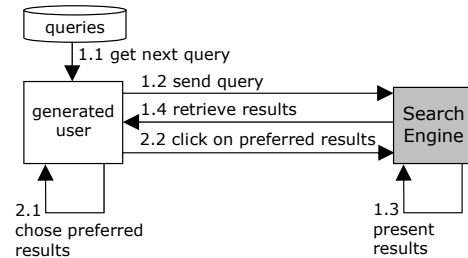 queries
1.1 get next query
1.2 send query
1.4 retrieve results
generated
user
Search
Engine
2.2 click on preferred results
2.1
chose preferred
results
1.3
present
results